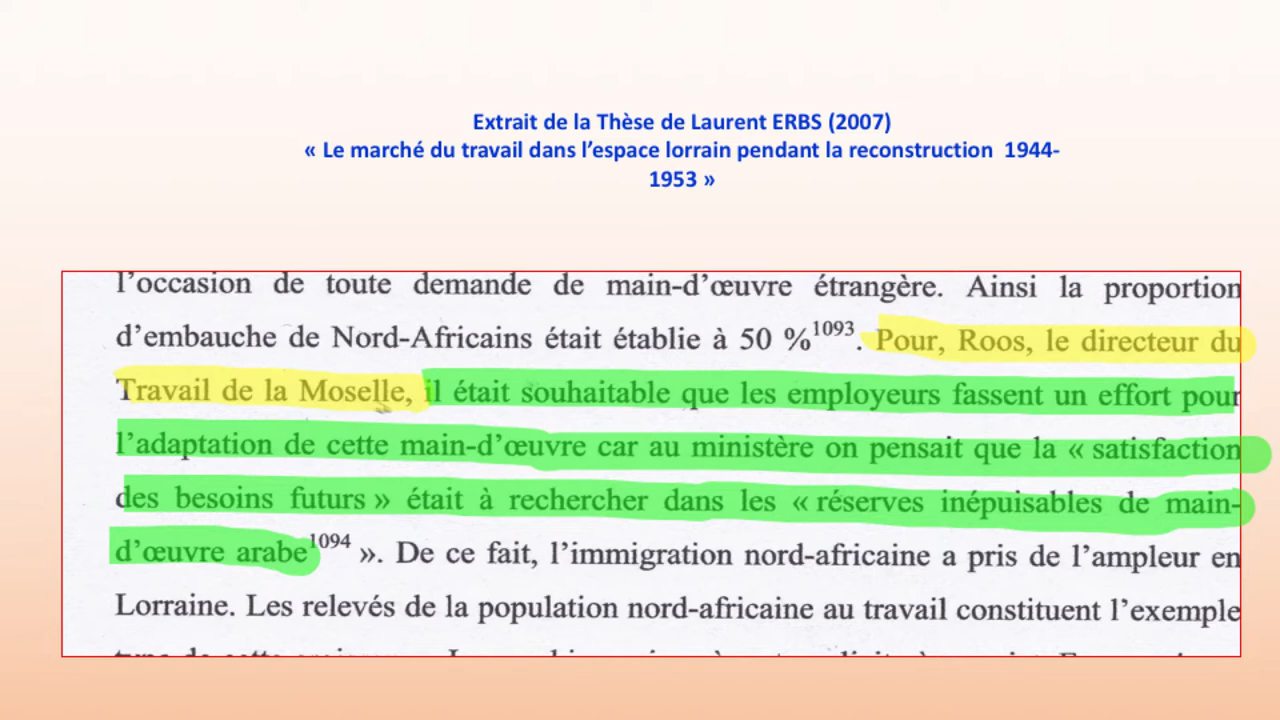 Extrait de la Thèse de Laurent ERBS (2007)
« Le marché du travail dans l'espace lorrain pendant la reconstruction 1944-
1953 »
l'occasion de toute demande de main-d'œuvre étrangère. Ainsi la proportion
d'embauche de Nord-Africains était établie à 50 %1093. Pour, Roos, le directeur du
Travail de la Moselle, il était souhaitable que les employeurs fassent un effort pour
l'adaptation de cette main-d'œuvre car au ministère on pensait que la « satisfaction
des besoins futurs » était à rechercher dans les « réserves inépuisables de main-
d'œuvre arabe1094 ». De ce fait, l'immigration nord-africaine a pris de l'ampleur en
Lorraine. Les relevés de la population nord-africaine au travail constituent l'exemple
type de cette